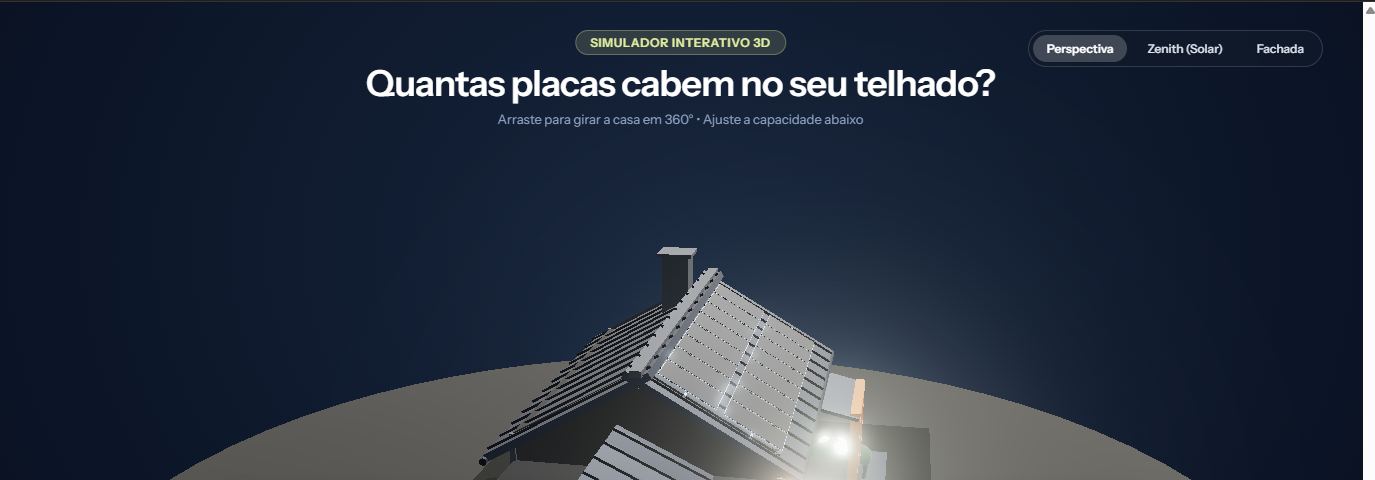 SIMULADOR INTERATIVO 3D
Quantas placas cabem no seu telhado?
Arraste para girar a casa em 360° • Ajuste a capacidade abaixo
Perspectiva
Zenith (Solar)
Fachada